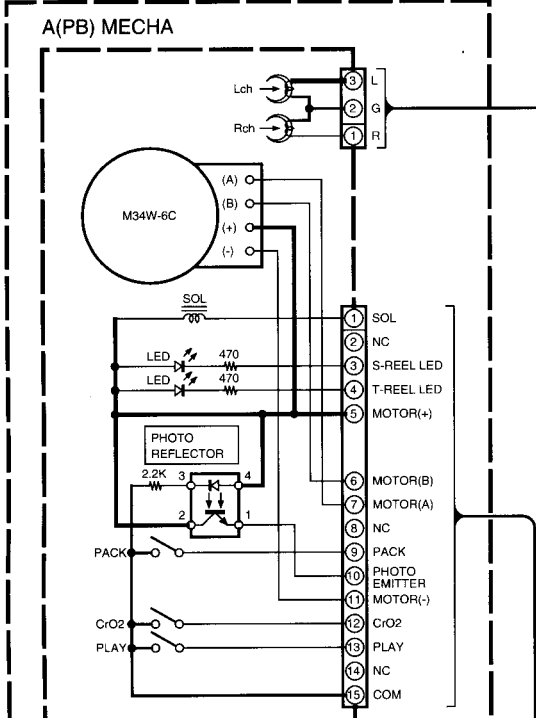 A(PB) MECHA
Lch
3 L
2 G
Rch
1 R
(A)
(B)
M34W-6C
(+)
(-)
SOL
1 SOL
2 NC
LED 470
3 S-REEL LED
LED 470
4 T-REEL LED
5 MOTOR(+)
PHOTO
REFLECTOR
2.2K 3 4
6 MOTOR(B)
7 MOTOR(A)
2 1
8 NC
PACK
9 PACK
10 PHOTO
EMITTER
11 MOTOR(-)
CrO2
12 CrO2
PLAY
13 PLAY
14 NC
15 COM